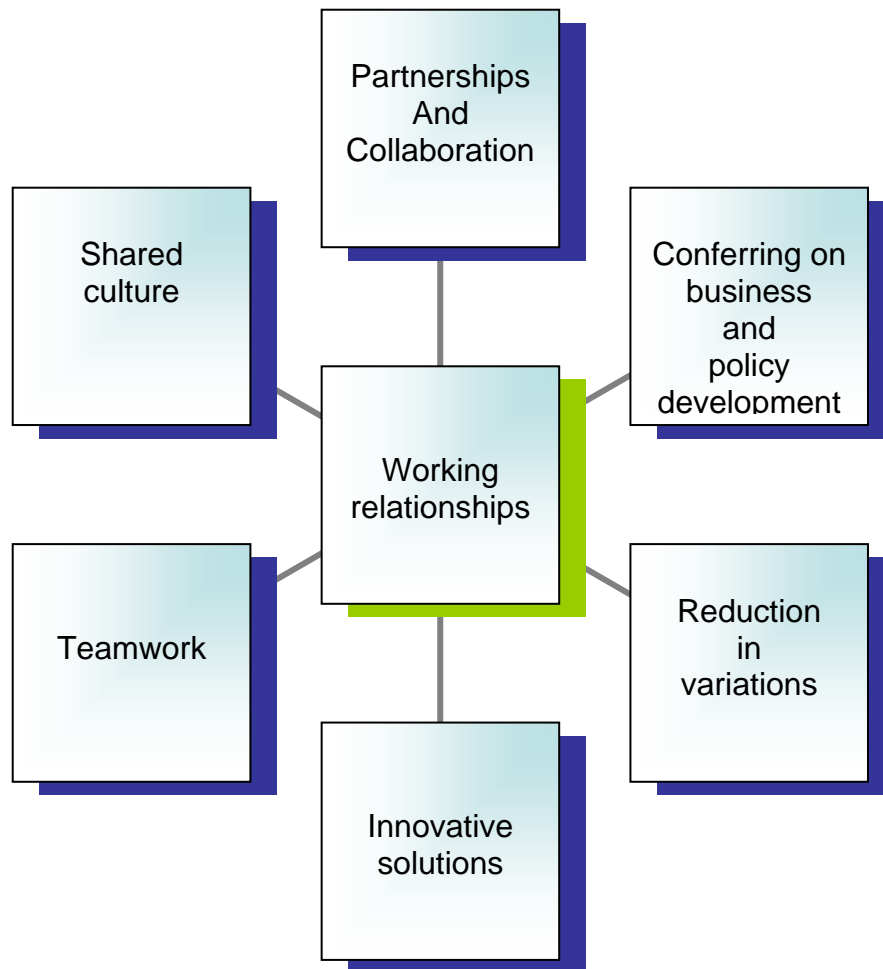 Partnerships
And
Collaboration
Shared
culture
Conferring on
business
and
policy
development
Working
relationships
Teamwork
Reduction
in
variations
Innovative
solutions